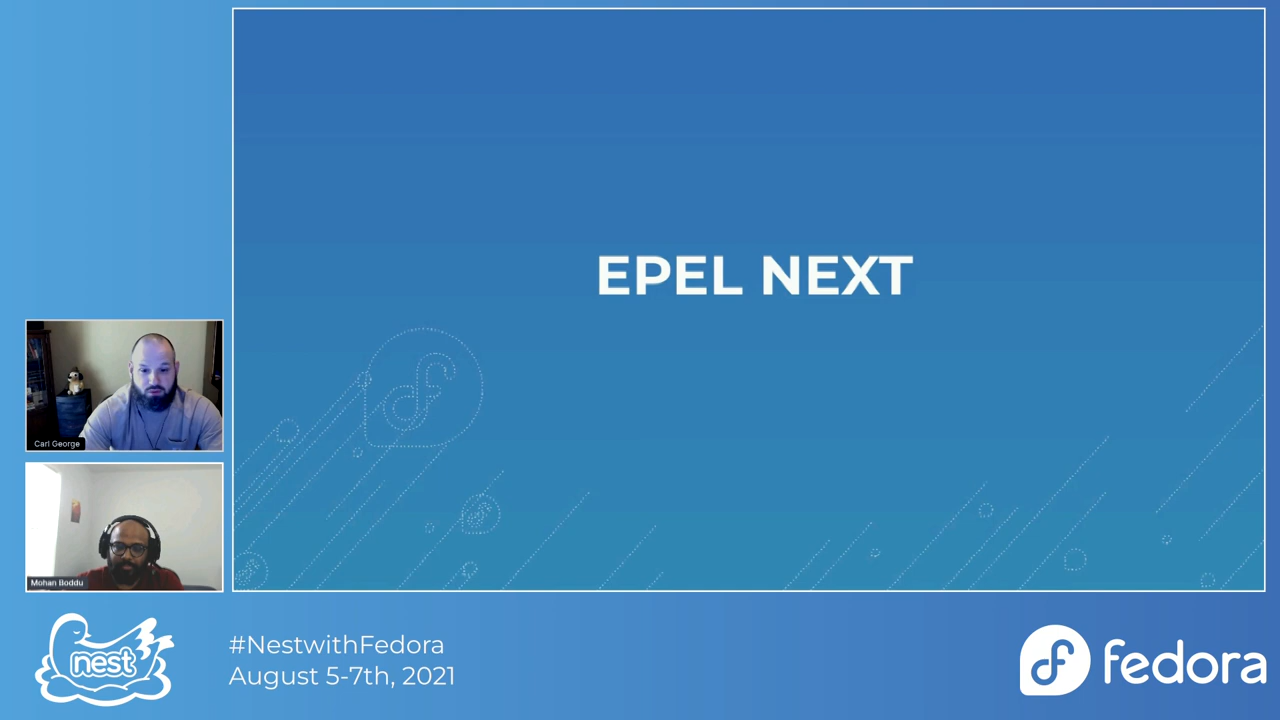 EPEL NEXT
Carl George
Mohan Boddu
nest
#NestwithFedora
August 5-7th, 2021
fedora